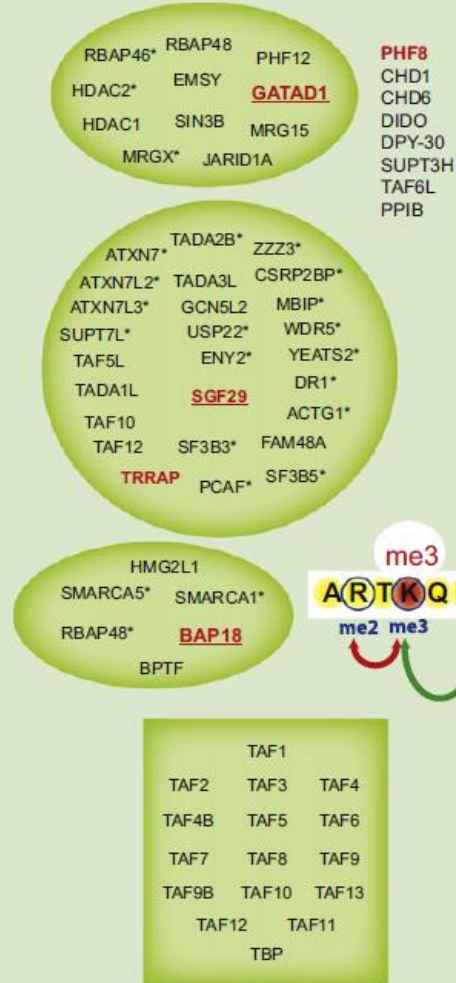 RBAP46* RBAP48 PHF12
HDAC2* EMSY GATAD1
HDAC1 SIN3B MRG15
MRGX* JARID1A
PHF8
CHD1
CHD6
DIDO
DPY-30
SUPT3H
TAF6L
PPIB
ATXN7* TADA2B* ZZZ3*
ATXN7L2* TADA3L CSRP2BP*
ATXN7L3* GCN5L2 MBIP*
SUPT7L* USP22* WDR5*
TAF5L ENY2* YEATS2*
TADA1L SGF29 DR1*
TAF10 ACTG1*
TAF12 SF3B3* FAM48A
TRRAP PCAF* SF3B5*
HMG2L1
SMARCA5* SMARCA1*
RBAP48* BAP18
BPTF
me3
ARTKQ
me2 me3
TAF1
TAF2 TAF3 TAF4
TAF4B TAF5 TAF6
TAF7 TAF8 TAF9
TAF9B TAF10 TAF13
TAF12 TAF11
TBP